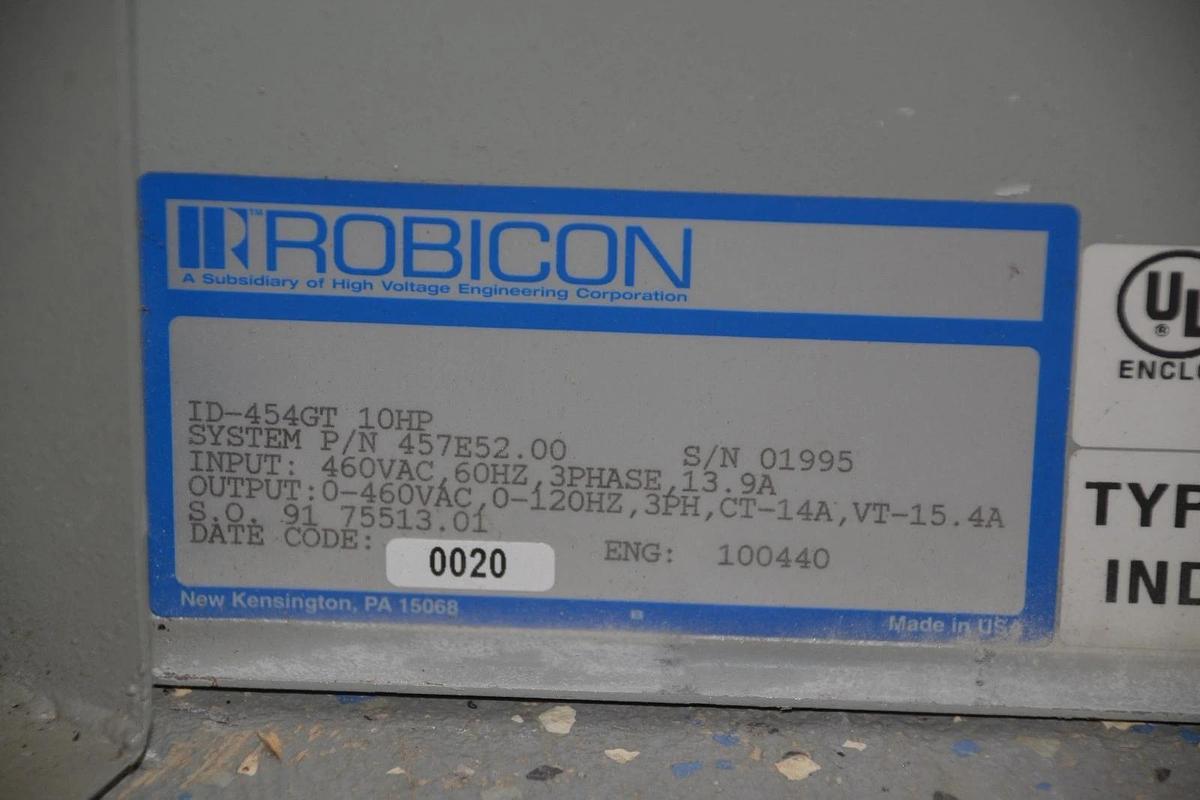 R™ ROBICON
A Subsidiary of High Voltage Engineering Corporation
ID-454GT 10HP
SYSTEM P/N 457E52.00 S/N 01995
INPUT: 460VAC,60HZ,3PHASE,13.9A
OUTPUT:0-460VAC,0-120HZ,3PH,CT-14A,VT-15.4A
S.O. 91 75513.01
DATE CODE: 0020 ENG: 100440
New Kensington, PA 15068 Made in USA
UL
®
ENCLO
TYP
IND